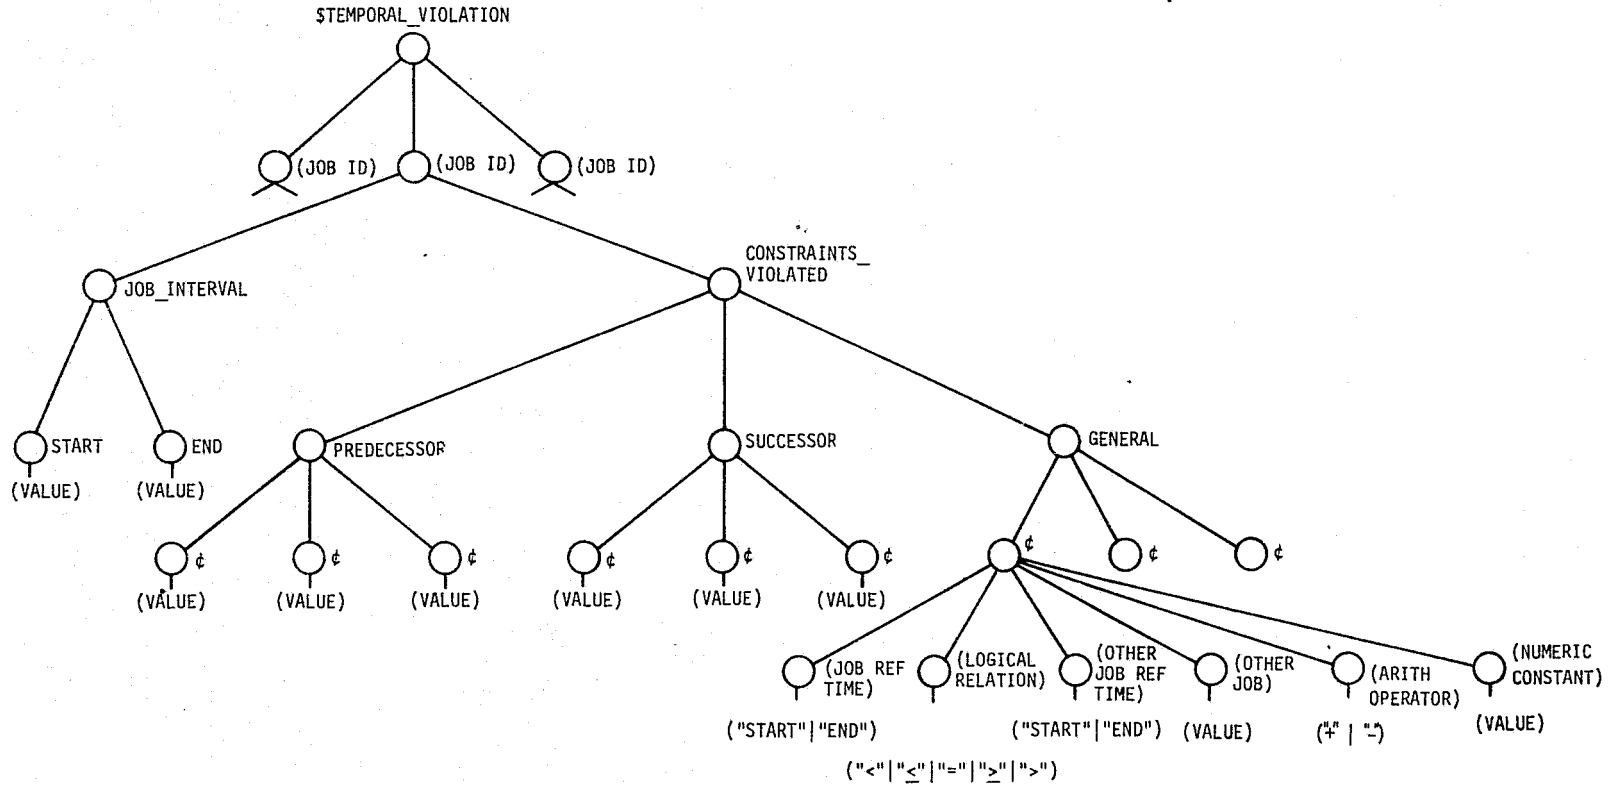 $TEMPORAL_VIOLATION
(JOB ID) (JOB ID) (JOB ID)
CONSTRAINTS_
VIOLATED
JOB_INTERVAL
START END PREDECESSOR SUCCESSOR GENERAL
(VALUE) (VALUE)
¢ ¢ ¢ ¢ ¢ ¢ ¢ ¢ ¢
(VALUE) (VALUE) (VALUE) (VALUE) (VALUE) (VALUE)
(JOB REF
TIME)
(LOGICAL
RELATION)
(OTHER
JOB REF
TIME)
(OTHER
JOB)
(ARITH
OPERATOR)
(NUMERIC
CONSTANT)
("START"|"END") ("START"|"END") (VALUE) ("+" | "-") (VALUE)
("<"|"≤"|"="|"≥"|">")